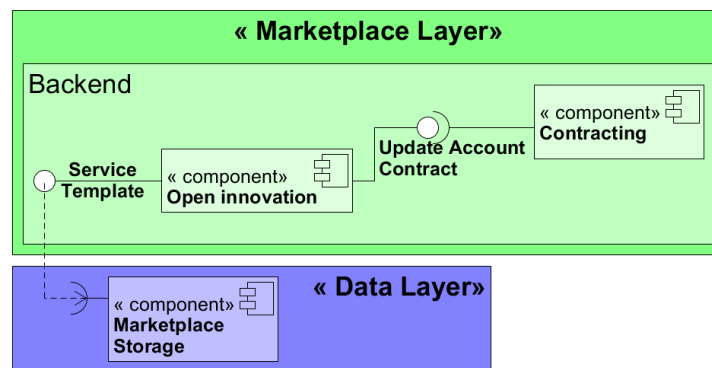 « Marketplace Layer»
Backend
« component»
Contracting
Update Account
Contract
Service
Template
« component»
Open innovation
« Data Layer»
« component»
Marketplace
Storage